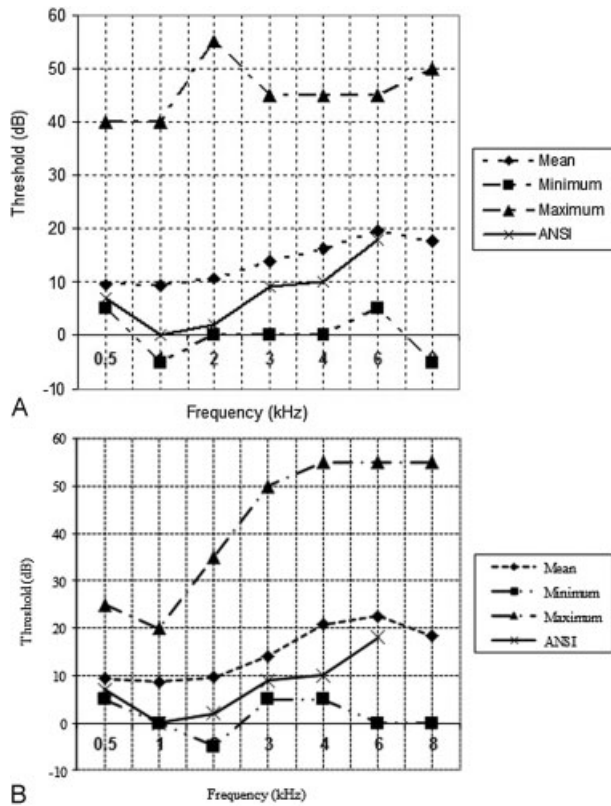 60
50
40
30
20
10
0
-10
Threshold (dB)
0.5 2 3 4 6
Frequency (kHz)
Mean
Minimum
Maximum
ANSI
A
60
50
40
30
20
10
0
-10
Threshold (dB)
0.5 1 3 4 6 8
Frequency (kHz)
Mean
Minimum
Maximum
ANSI
B